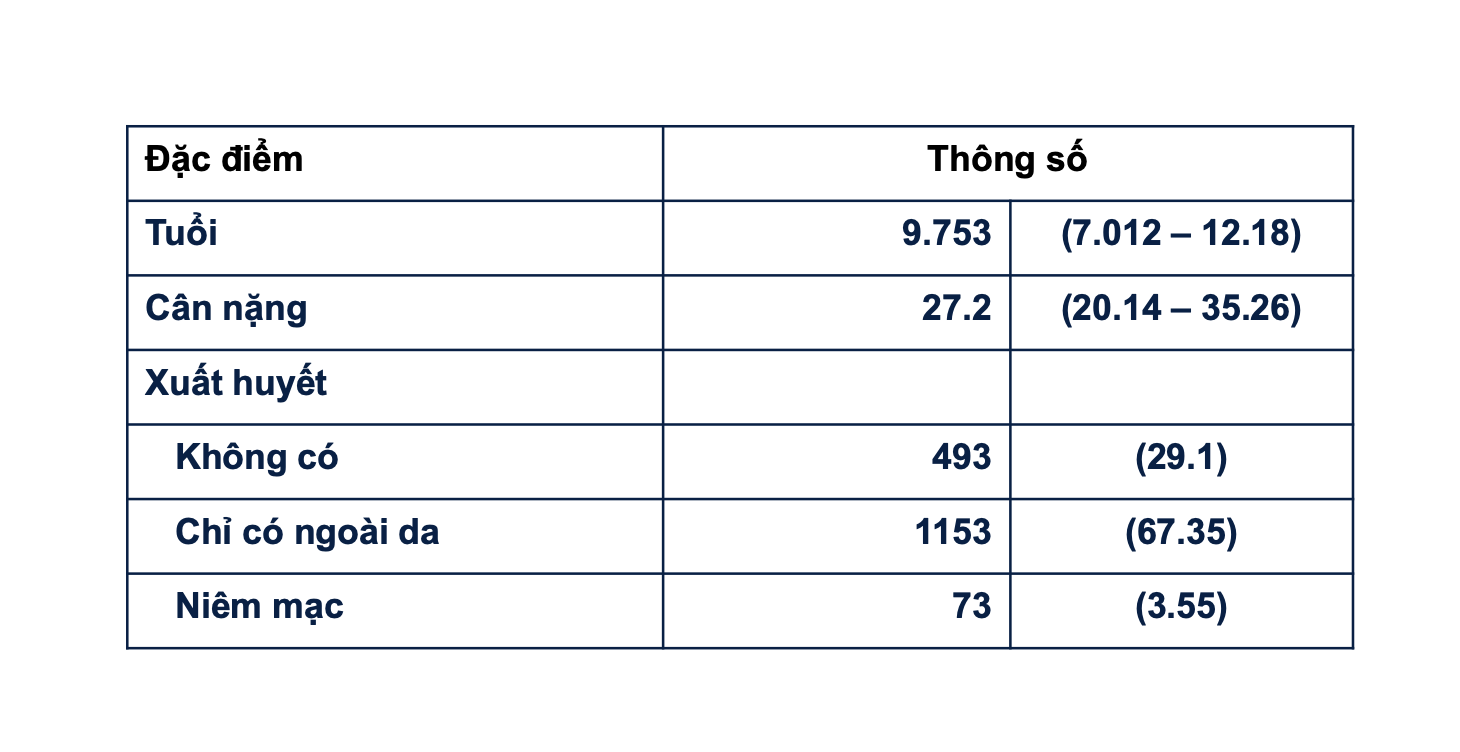 Đặc điểm Thông số
Tuổi 9.753 (7.012 – 12.18)
Cân nặng 27.2 (20.14 – 35.26)
Xuất huyết
Không có 493 (29.1)
Chỉ có ngoài da 1153 (67.35)
Niêm mạc 73 (3.55)